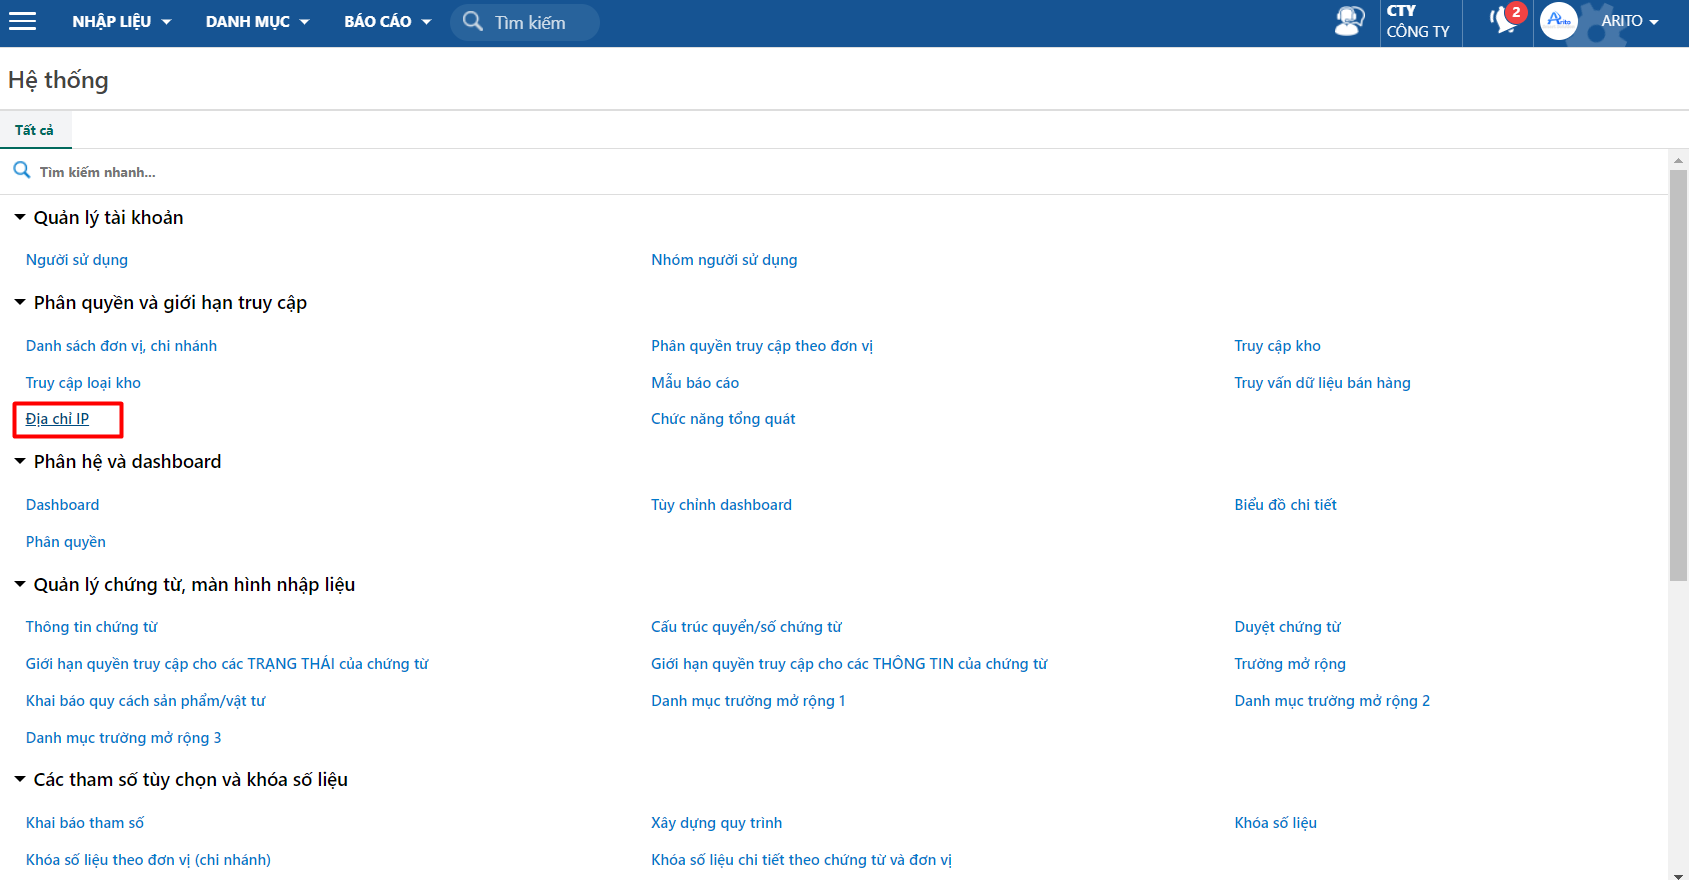 NHẬP LIỆU DANH MỤC BÁO CÁO Tìm kiếm CTY 2 Arito ARITO
CÔNG TY
Hệ thống
Tất cả
Tìm kiếm nhanh...
Quản lý tài khoản
Người sử dụng Nhóm người sử dụng
Phân quyền và giới hạn truy cập
Danh sách đơn vị, chi nhánh Phân quyền truy cập theo đơn vị Truy cập kho
Truy cập loại kho Mẫu báo cáo Truy vấn dữ liệu bán hàng
Địa chỉ IP Chức năng tổng quát
Phân hệ và dashboard
Dashboard Tùy chỉnh dashboard Biểu đồ chi tiết
Phân quyền
Quản lý chứng từ, màn hình nhập liệu
Thông tin chứng từ Cấu trúc quyển/số chứng từ Duyệt chứng từ
Giới hạn quyền truy cập cho các TRẠNG THÁI của chứng từ Giới hạn quyền truy cập cho các THÔNG TIN của chứng từ Trường mở rộng
Khai báo quy cách sản phẩm/vật tư Danh mục trường mở rộng 1 Danh mục trường mở rộng 2
Danh mục trường mở rộng 3
Các tham số tùy chọn và khóa số liệu
Khai báo tham số Xây dựng quy trình Khóa số liệu
Khóa số liệu theo đơn vị (chi nhánh) Khóa số liệu chi tiết theo chứng từ và đơn vị